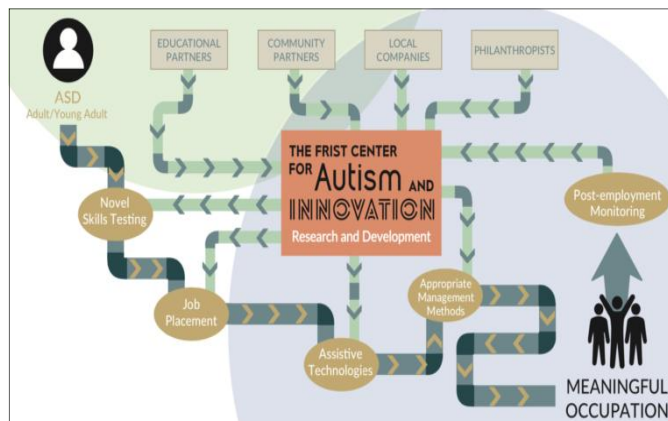 EDUCATIONAL
PARTNERS
COMMUNITY
PARTNERS
LOCAL
COMPANIES
PHILANTHROPISTS
ASD
Adult/Young Adult
THE FRIST CENTER
FOR Autism AND
INNOVATION
Research and Development
Novel
Skills Testing
Post-employment
Monitoring
Job
Placement
Appropriate
Management
Methods
Assistive
Technologies
MEANINGFUL
OCCUPATION